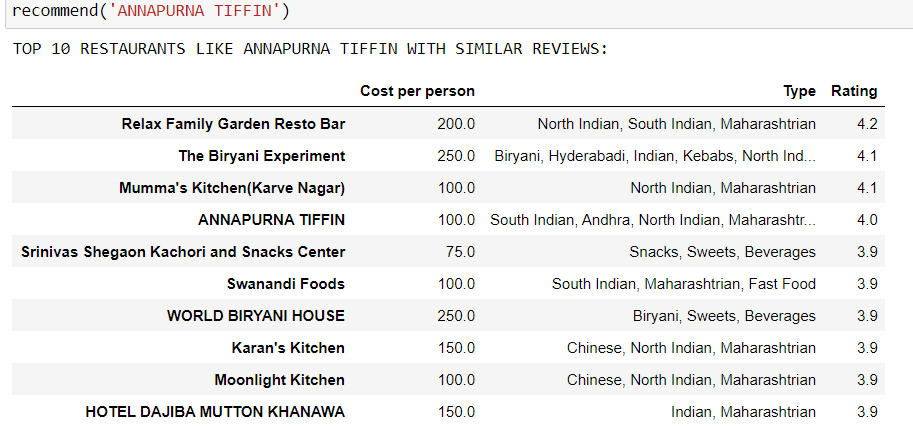 recommend('ANNAPURNA TIFFIN')
TOP 10 RESTAURANTS LIKE ANNAPURNA TIFFIN WITH SIMILAR REVIEWS:
Cost per person Type Rating
Relax Family Garden Resto Bar 200.0 North Indian, South Indian, Maharashtrian 4.2
The Biryani Experiment 250.0 Biryani, Hyderabadi, Indian, Kebabs, North Ind... 4.1
Mumma's Kitchen(Karve Nagar) 100.0 North Indian, Maharashtrian 4.1
ANNAPURNA TIFFIN 100.0 South Indian, Andhra, North Indian, Maharashtr... 4.0
Srinivas Shegaon Kachori and Snacks Center 75.0 Snacks, Sweets, Beverages 3.9
Swanandi Foods 100.0 South Indian, Maharashtrian, Fast Food 3.9
WORLD BIRYANI HOUSE 250.0 Biryani, Sweets, Beverages 3.9
Karan's Kitchen 150.0 Chinese, North Indian, Maharashtrian 3.9
Moonlight Kitchen 100.0 Chinese, North Indian, Maharashtrian 3.9
HOTEL DAJIBA MUTTON KHANAWA 150.0 Indian, Maharashtrian 3.9